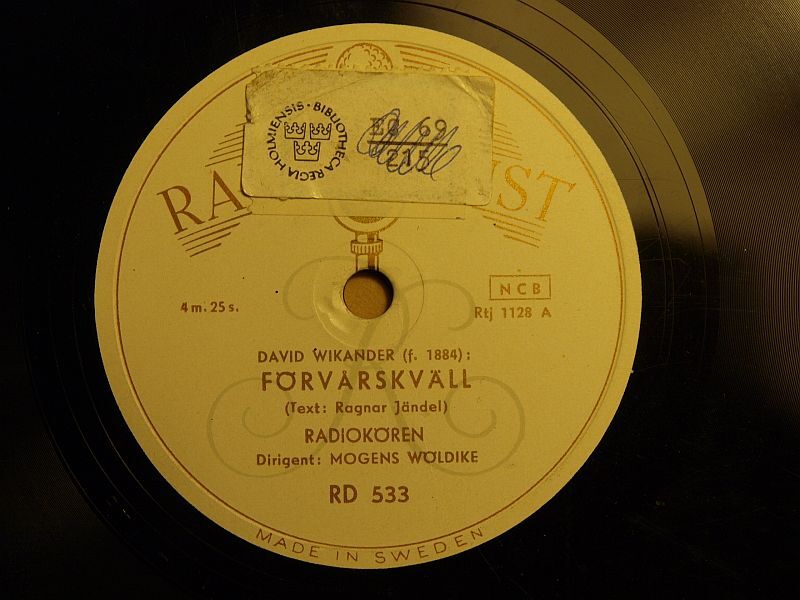 BIBLIOTHECA REGIA HOLMIENSIS ·
RA
ST
4 m. 25 s.
NCB
Rtj 1128 A
DAVID WIKANDER (f. 1884):
FÖRVÅRSKVÄLL
(Text: Ragnar Jändel)
RADIOKÖREN
Dirigent: MOGENS WÖLDIKE
RD 533
MADE IN SWEDEN